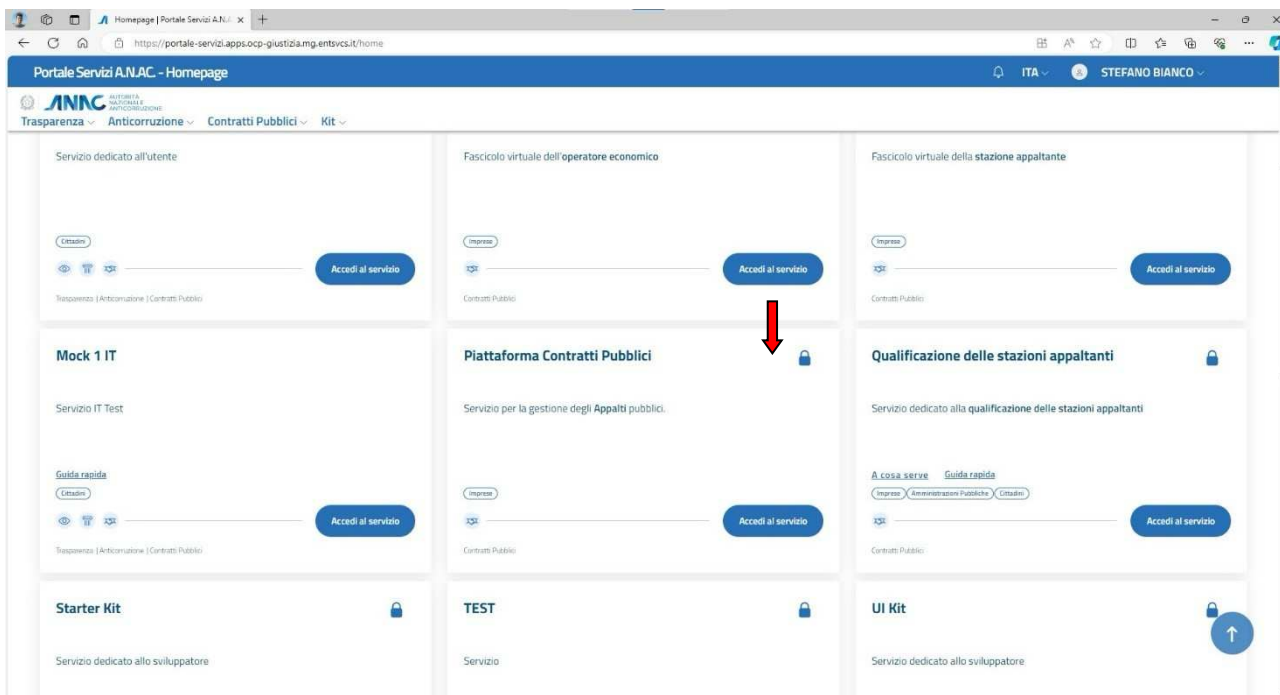 Homepage | Portale Servizi A.N.A.
https://portale-servizi.apps.ocp-giustizia.mg.entsvcs.it/home
Portale Servizi A.N.AC. - Homepage
ITA
STEFANO BIANCO
ANAC AUTORITÀ NAZIONALE ANTICORRUZIONE
Trasparenza Anticorruzione Contratti Pubblici Kit
Servizio dedicato all'utente
Cittadini
Accedi al servizio
Trasparenza | Anticorruzione | Contratti Pubblici
Fascicolo virtuale dell'operatore economico
Imprese
Accedi al servizio
Contratti Pubblici
Fascicolo virtuale della stazione appaltante
Imprese
Accedi al servizio
Contratti Pubblici
Mock 1 IT
Servizio IT Test
Guida rapida
Cittadini
Accedi al servizio
Trasparenza | Anticorruzione | Contratti Pubblici
Piattaforma Contratti Pubblici
Servizio per la gestione degli Appalti pubblici.
Imprese
Accedi al servizio
Contratti Pubblici
Qualificazione delle stazioni appaltanti
Servizio dedicato alla qualificazione delle stazioni appaltanti
A cosa serve Guida rapida
Imprese Amministrazioni Pubbliche Cittadini
Accedi al servizio
Contratti Pubblici
Starter Kit
Servizio dedicato allo sviluppatore
TEST
Servizio
UI Kit
Servizio dedicato allo sviluppatore